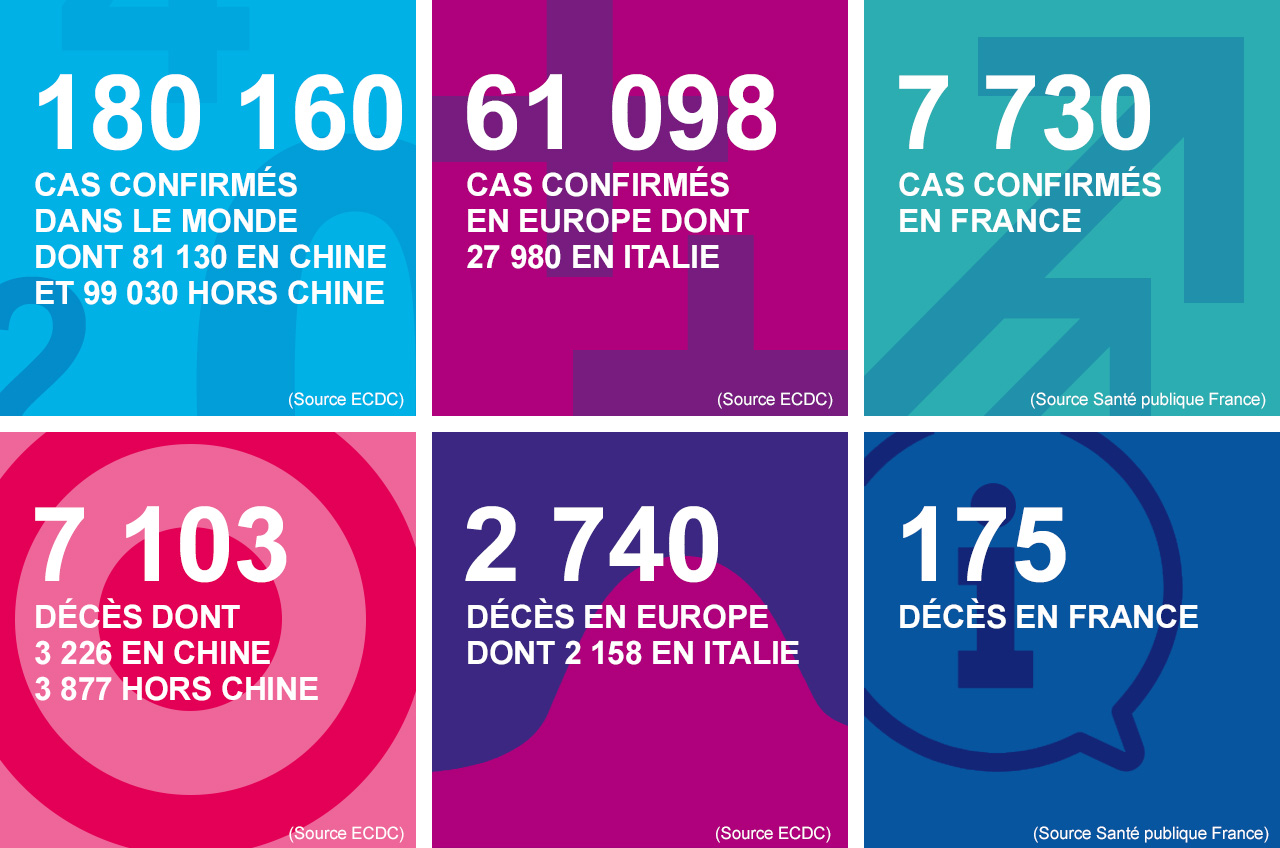 180 160
CAS CONFIRMÉS
DANS LE MONDE
DONT 81 130 EN CHINE
ET 99 030 HORS CHINE
(Source ECDC)
61 098
CAS CONFIRMÉS
EN EUROPE DONT
27 980 EN ITALIE
(Source ECDC)
7 730
CAS CONFIRMÉS
EN FRANCE
(Source Santé publique France)
7 103
DÉCÈS DONT
3 226 EN CHINE
3 877 HORS CHINE
(Source ECDC)
2 740
DÉCÈS EN EUROPE
DONT 2 158 EN ITALIE
(Source ECDC)
175
DÉCÈS EN FRANCE
(Source Santé publique France)